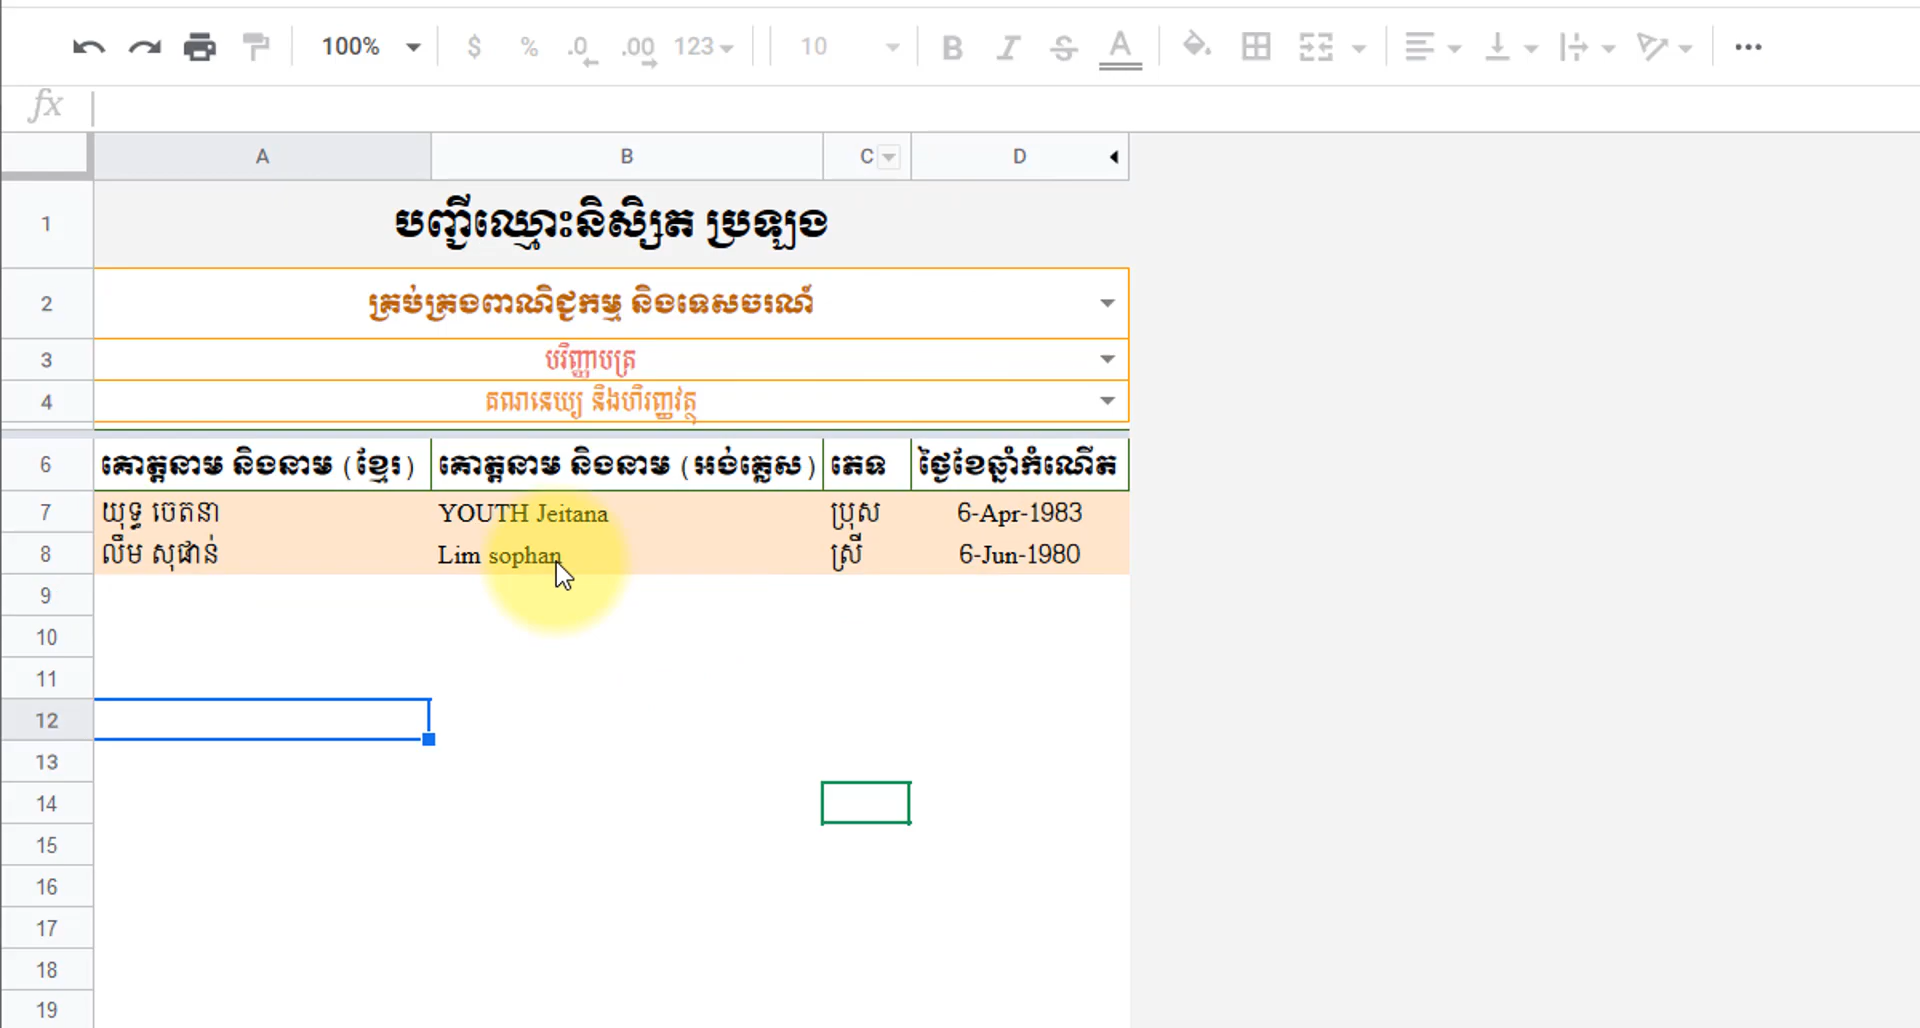 100% $ % .0 .00 123 10 B I S A
fx
A B C D
1 បញ្ជីឈ្មោះនិស្សិត ប្រឡង
2 គ្រប់គ្រងពាណិជ្ជកម្ម និងទេសចរណ៍
3 បរិញ្ញាបត្រ
4 គណនេយ្យ និងហិរញ្ញវត្ថុ
6 គោត្តនាម និងនាម (ខ្មែរ) គោត្តនាម និងនាម (អង់គ្លេស) ភេទ ថ្ងៃខែឆ្នាំកំណើត
7 យុទ្ធ ចេតនា YOUTH Jeitana ប្រុស 6-Apr-1983
8 លឹម សុផាន់ Lim sophan ស្រី 6-Jun-1980
9
10
11
12
13
14
15
16
17
18
19